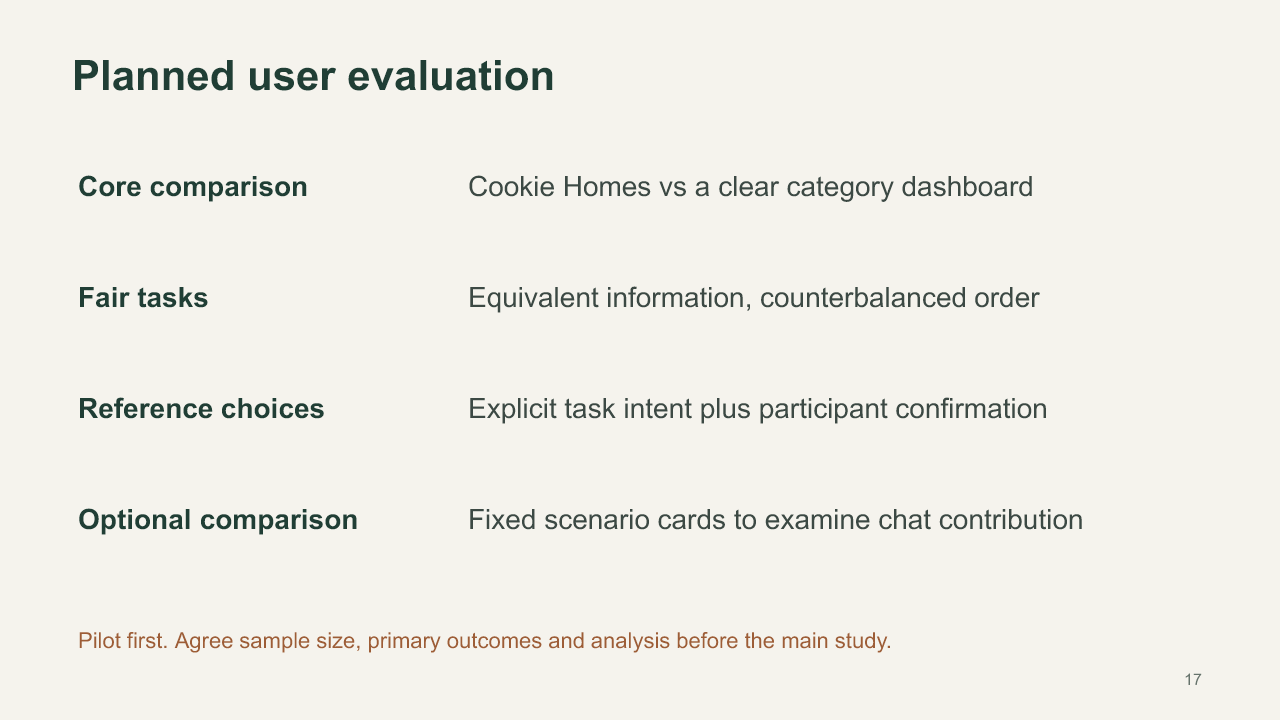 Planned user evaluation
Core comparison
Cookie Homes vs a clear category dashboard
Fair tasks
Equivalent information, counterbalanced order
Reference choices
Explicit task intent plus participant confirmation
Optional comparison
Fixed scenario cards to examine chat contribution
Pilot first. Agree sample size, primary outcomes and analysis before the main study.
17